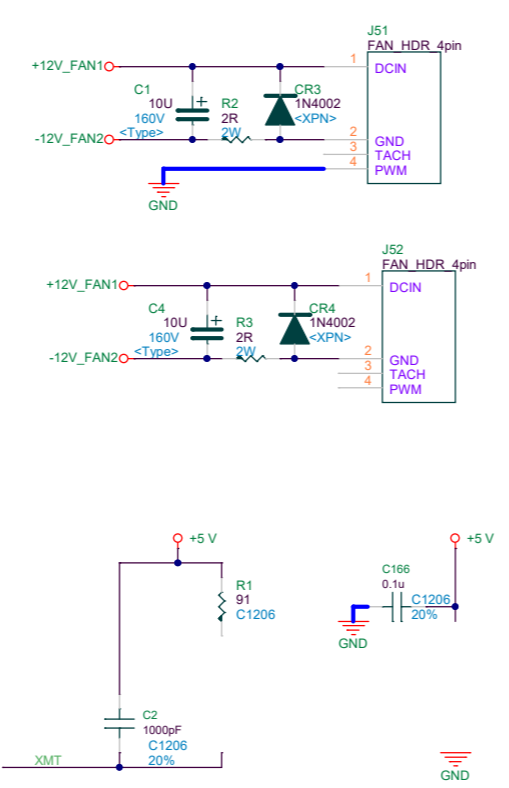 J51
FAN_HDR_4pin
+12V_FAN1
1
DCIN
C1
10U
160V
<Type>
+
R2
2R
2W
CR3
1N4002
<XPN>
-12V_FAN2
2
GND
3
TACH
4
PWM
GND
J52
FAN_HDR_4pin
+12V_FAN1
1
DCIN
C4
10U
160V
<Type>
+
R3
2R
2W
CR4
1N4002
<XPN>
-12V_FAN2
2
GND
3
TACH
4
PWM
+5 V
+5 V
R1
91
C1206
C166
0.1u
C1206
20%
GND
C2
1000pF
C1206
20%
XMT
GND